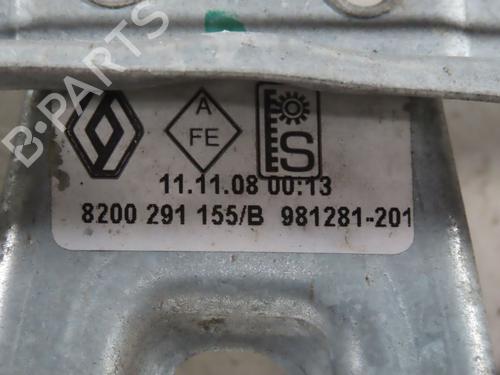 B-PARTS
A
FE
S
11.11.08 00:13
8200 291 155/B 981281-201